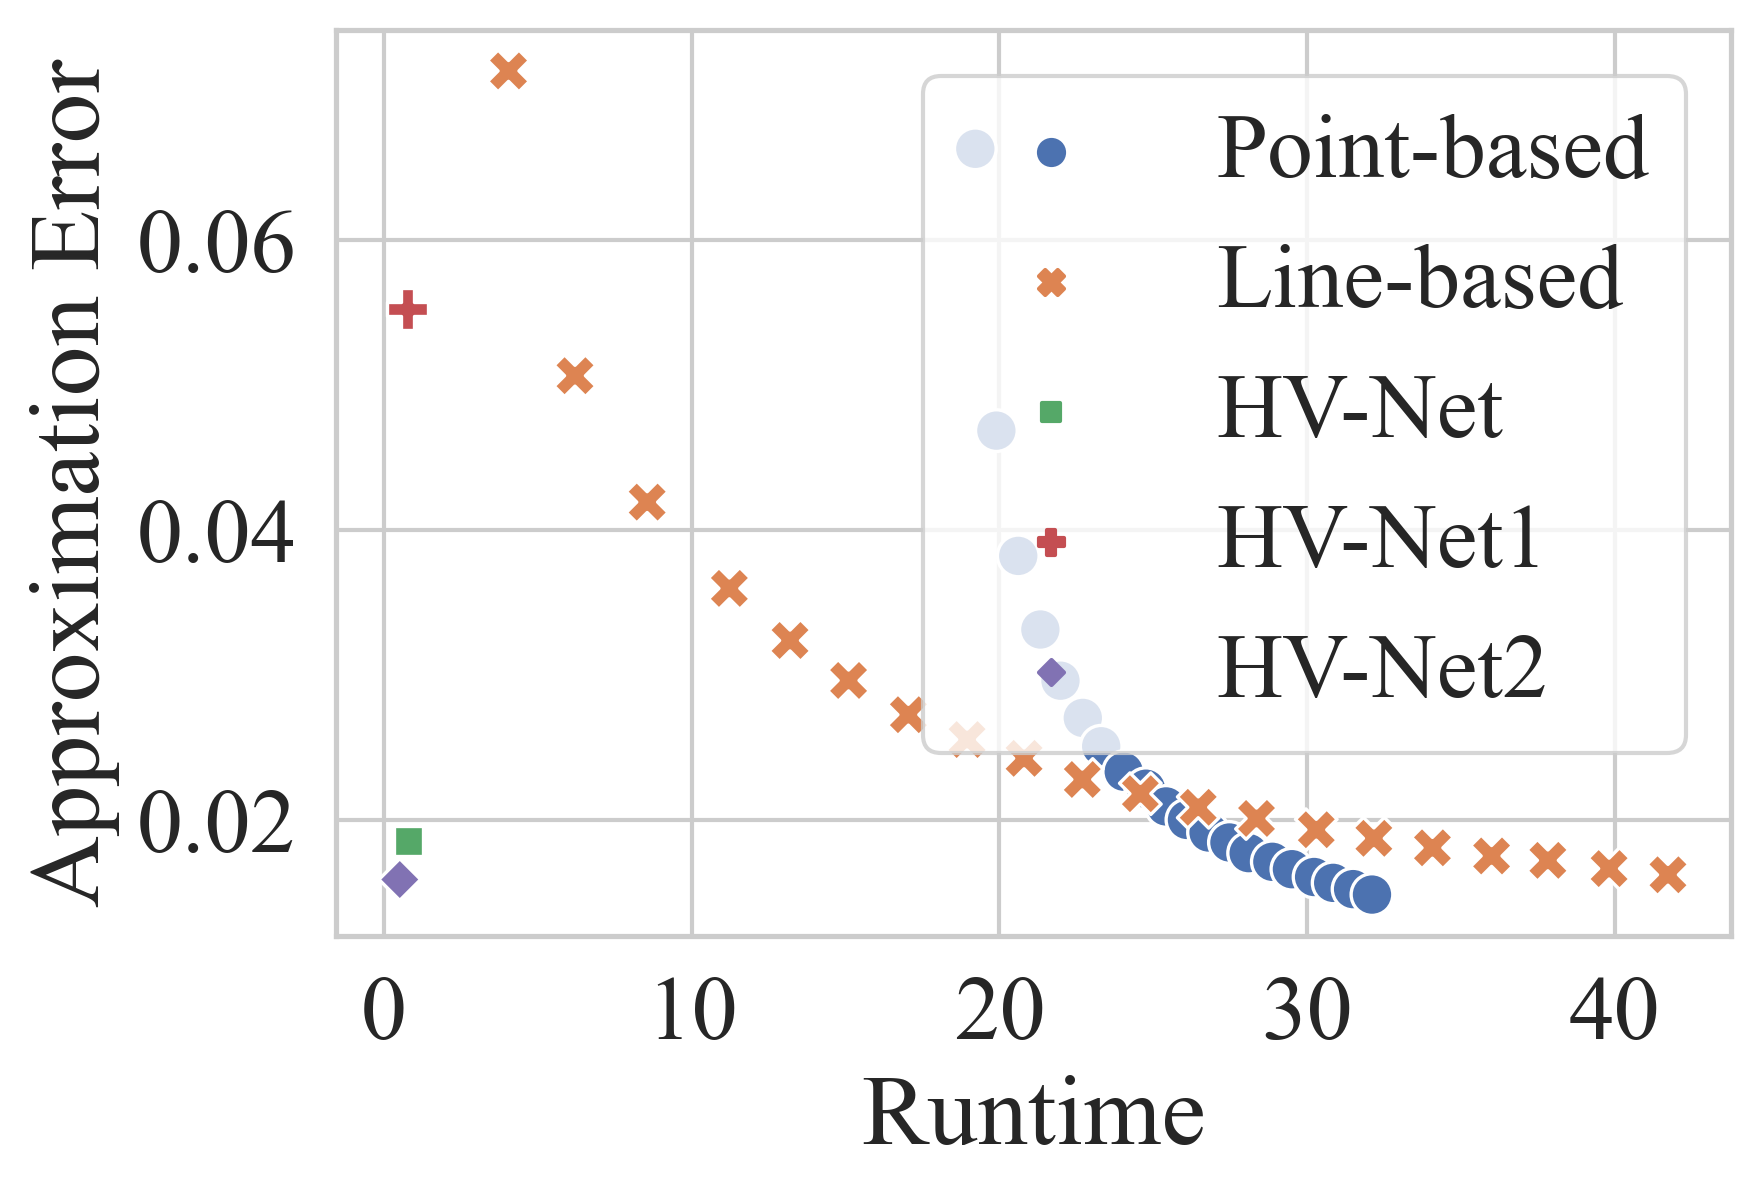 Approximation Error
0.06
0.04
0.02
Point-based
Line-based
HV-Net
HV-Net1
HV-Net2
0 10 20 30 40
Runtime